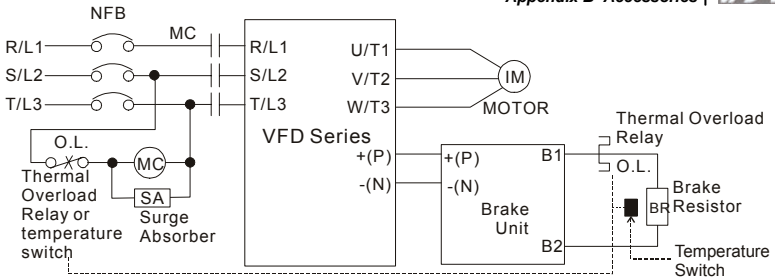 Appendix B Accessories |
NFB
MC
R/L1
S/L2
T/L3
R/L1
S/L2
T/L3
U/T1
V/T2
W/T3
IM
MOTOR
VFD Series
+(P)
-(N)
+(P)
-(N)
B1
B2
Brake
Unit
Thermal Overload
Relay
O.L.
BR
Brake
Resistor
Temperature
Switch
O.L.
MC
SA
Thermal
Overload
Relay or
temperature
switch
Surge
Absorber